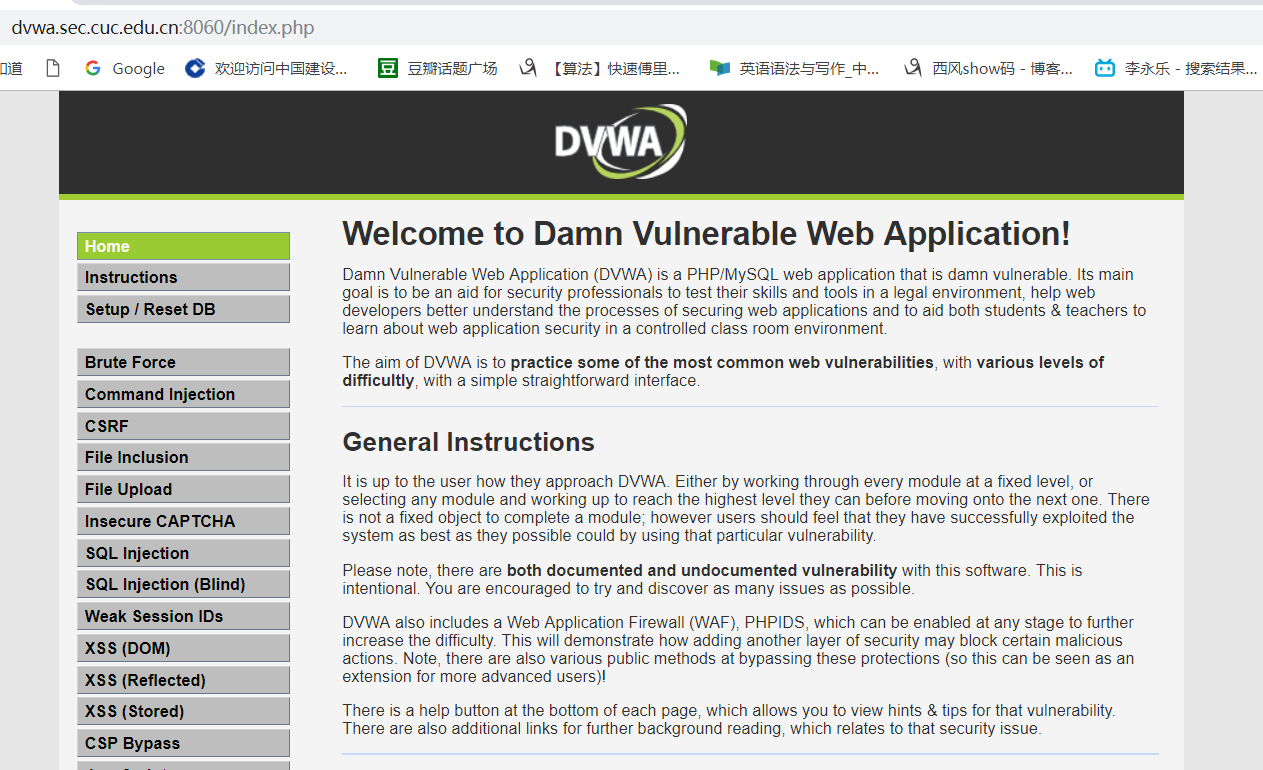 dvwa.sec.cuc.edu.cn:8060/index.php
知道 Google 欢迎访问中国建设... 豆瓣话题广场 【算法】快速傅里... 英语语法与写作_中... 西风show码 - 博客... 李永乐 - 搜索结果...
DVWA
Home
Instructions
Setup / Reset DB
Brute Force
Command Injection
CSRF
File Inclusion
File Upload
Insecure CAPTCHA
SQL Injection
SQL Injection (Blind)
Weak Session IDs
XSS (DOM)
XSS (Reflected)
XSS (Stored)
CSP Bypass
Welcome to Damn Vulnerable Web Application!
Damn Vulnerable Web Application (DVWA) is a PHP/MySQL web application that is damn vulnerable. Its main
goal is to be an aid for security professionals to test their skills and tools in a legal environment, help web
developers better understand the processes of securing web applications and to aid both students & teachers to
learn about web application security in a controlled class room environment.
The aim of DVWA is to practice some of the most common web vulnerabilities, with various levels of
difficultly, with a simple straightforward interface.
General Instructions
It is up to the user how they approach DVWA. Either by working through every module at a fixed level, or
selecting any module and working up to reach the highest level they can before moving onto the next one. There
is not a fixed object to complete a module; however users should feel that they have successfully exploited the
system as best as they possible could by using that particular vulnerability.
Please note, there are both documented and undocumented vulnerability with this software. This is
intentional. You are encouraged to try and discover as many issues as possible.
DVWA also includes a Web Application Firewall (WAF), PHPIDS, which can be enabled at any stage to further
increase the difficulty. This will demonstrate how adding another layer of security may block certain malicious
actions. Note, there are also various public methods at bypassing these protections (so this can be seen as an
extension for more advanced users)!
There is a help button at the bottom of each page, which allows you to view hints & tips for that vulnerability.
There are also additional links for further background reading, which relates to that security issue.